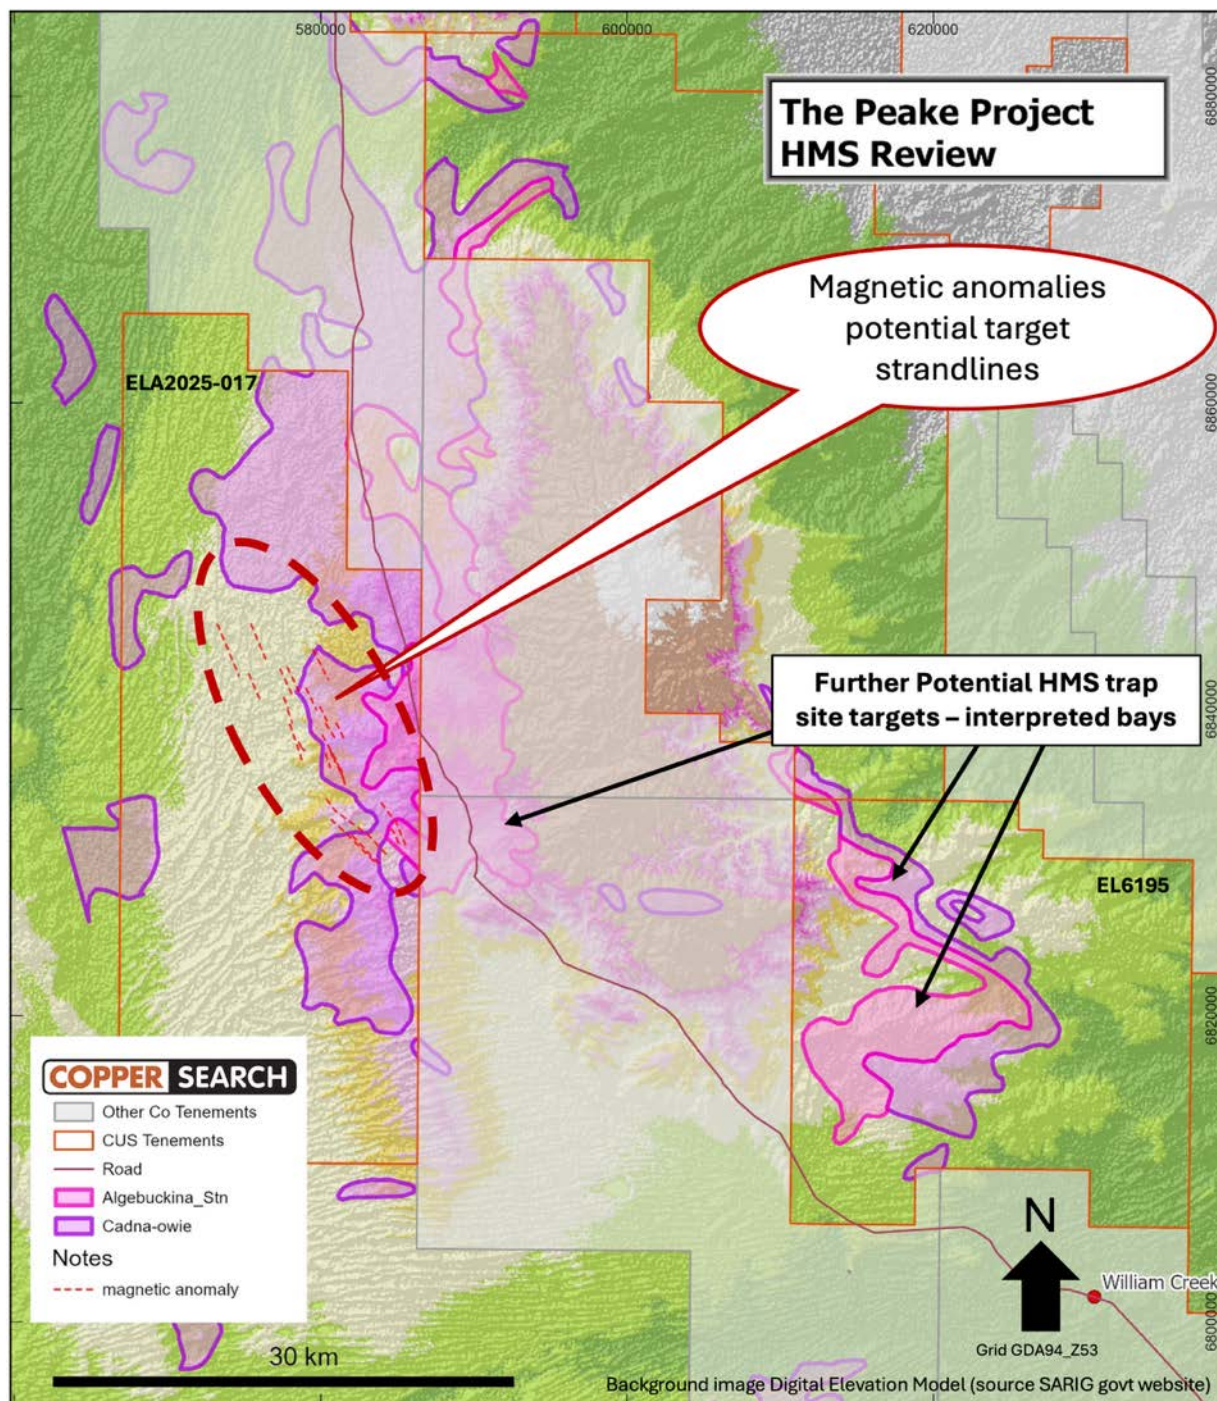 580000
600000
620000
6880000
The Peake Project
HMS Review
Magnetic anomalies
potential target
strandlines
ELA2025-017
6860000
Further Potential HMS trap
site targets – interpreted bays
6840000
EL6195
6820000
COPPER SEARCH
Other Co Tenements
CUS Tenements
Road
Algebuckina_Stn
Cadna-owie
Notes
magnetic anomaly
N
William Creek
6800000
Grid GDA94_Z53
30 km
Background image Digital Elevation Model (source SARIG govt website)